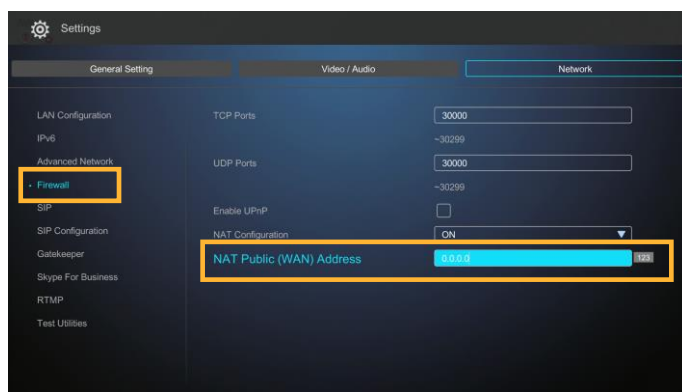 Settings
General Setting
Video / Audio
Network
LAN Configuration
TCP Ports
30000
IPv6
~30299
Advanced Network
UDP Ports
30000
Firewall
~30299
SIP
Enable UPnP
SIP Configuration
NAT Configuration
ON
Gatekeeper
NAT Public (WAN) Address
0.0.0.0
123
Skype For Business
RTMP
Test Utilities